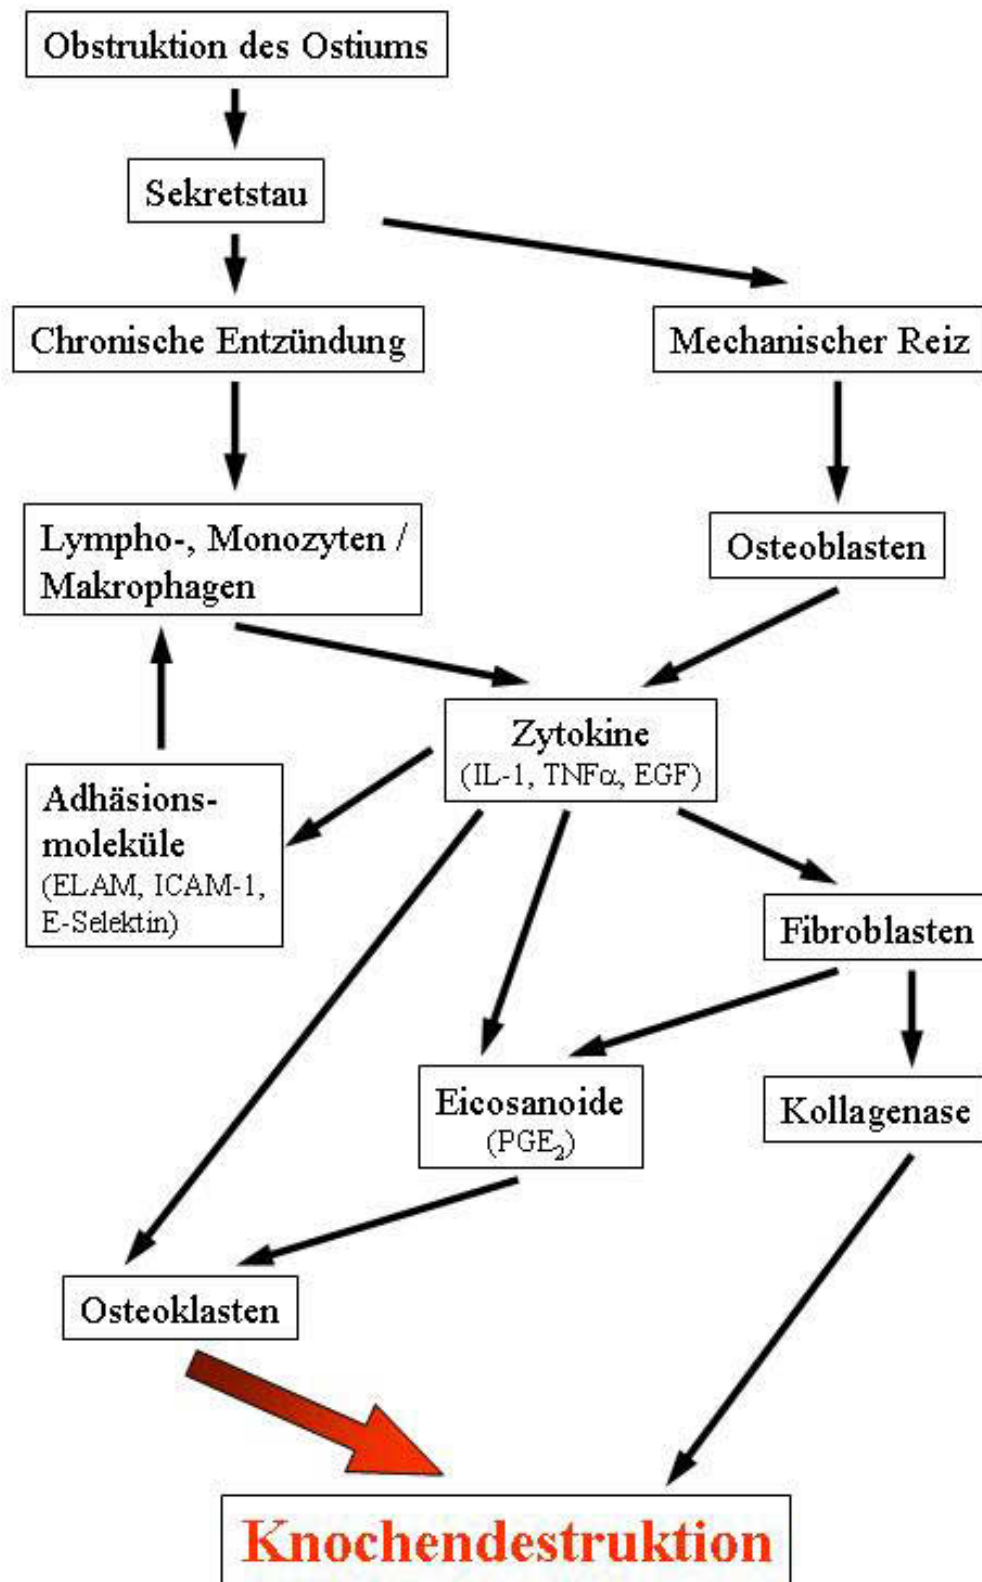 Obstruktion des Ostiums
Sekretstau
Chronische Entzündung
Mechanischer Reiz
Lympho-, Monozyten /
Makrophagen
Osteoblasten
Zytokine
(IL-1, TNFα, EGF)
Adhäsions-
moleküle
(ELAM, ICAM-1,
E-Selektin)
Fibroblasten
Eicosanoide
(PGE₂)
Kollagenase
Osteoklasten
Knochendestruktion